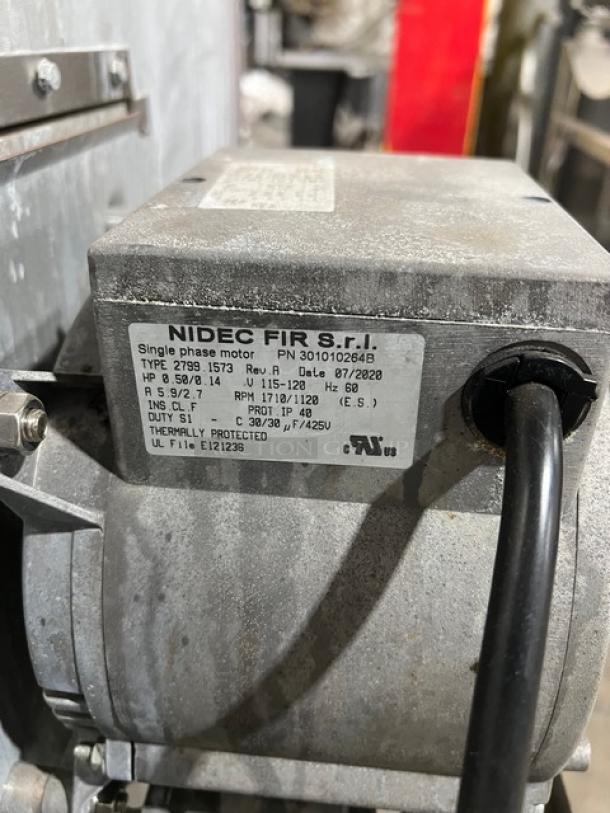 NIDEC FIR S.r.l.
Single phase motor PN 301010264B
TYPE 2799.1573 Rev.A Date 07/2020
HP 0.50/0.14 .V 115-120 Hz 60
A 5.9/2.7 RPM 1710/1120 (E.S.)
INS.CL.F PROT.IP 40
DUTY S1 - C 30/30 µF/425V
THERMALLY PROTECTED
UL File E121236
c RU US